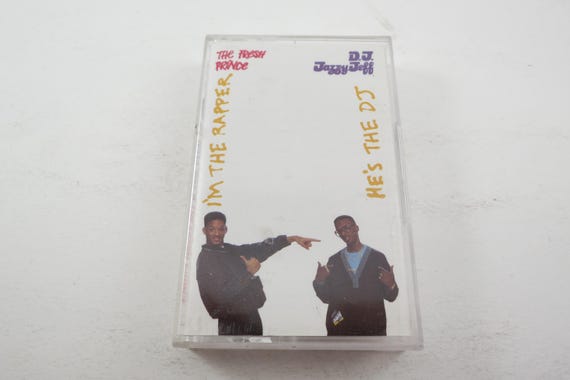 THE FRESH
PRINCE
D.J.
Jazzy Jeff
I'M THE RAPPER
HE'S THE DJ